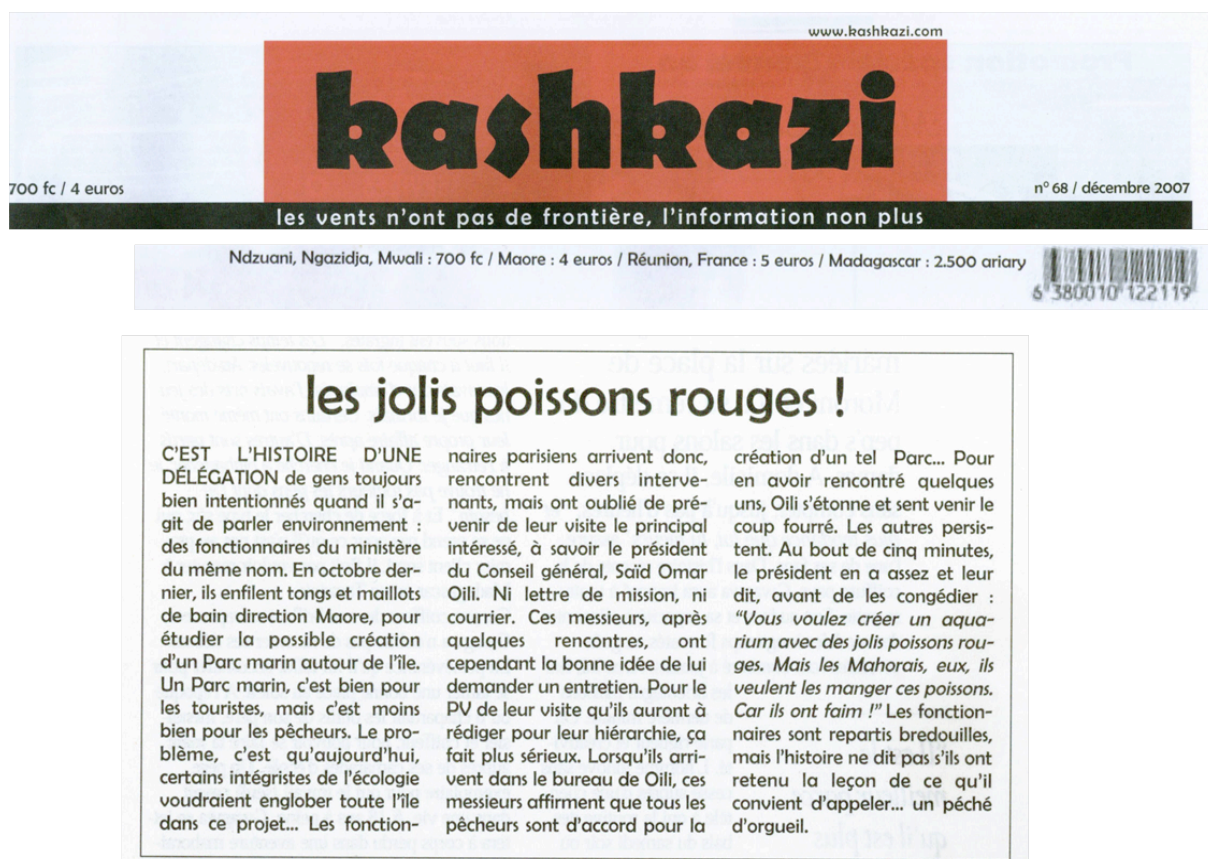 www.kashkazi.com
kashkazi
700 fc / 4 euros
n° 68 / décembre 2007
les vents n'ont pas de frontière, l'information non plus
Ndzuani, Ngazidja, Mwali : 700 fc / Maore : 4 euros / Réunion, France : 5 euros / Madagascar : 2.500 ariary
6 380010 122119
les jolis poissons rouges !
C'EST L'HISTOIRE D'UNE
DÉLÉGATION de gens toujours
bien intentionnés quand il s'a-
git de parler environnement :
des fonctionnaires du ministère
du même nom. En octobre der-
nier, ils enfilent tongs et maillots
de bain direction Maore, pour
étudier la possible création
d'un Parc marin autour de l'île.
Un Parc marin, c'est bien pour
les touristes, mais c'est moins
bien pour les pêcheurs. Le pro-
blème, c'est qu'aujourd'hui,
certains intégristes de l'écologie
voudraient englober toute l'île
dans ce projet... Les fonction-
naires parisiens arrivent donc,
rencontrent divers interve-
nants, mais ont oublié de pré-
venir de leur visite le principal
intéressé, à savoir le président
du Conseil général, Saïd Omar
Oili. Ni lettre de mission, ni
courrier. Ces messieurs, après
quelques rencontres, ont
cependant la bonne idée de lui
demander un entretien. Pour le
PV de leur visite qu'ils auront à
rédiger pour leur hiérarchie, ça
fait plus sérieux. Lorsqu'ils arri-
vent dans le bureau de Oili, ces
messieurs affirment que tous les
pêcheurs sont d'accord pour la
création d'un tel Parc... Pour
en avoir rencontré quelques
uns, Oili s'étonne et sent venir le
coup fourré. Les autres persis-
tent. Au bout de cinq minutes,
le président en a assez et leur
dit, avant de les congédier :
"Vous voulez créer un aqua-
rium avec des jolis poissons rou-
ges. Mais les Mahorais, eux, ils
veulent les manger ces poissons.
Car ils ont faim !" Les fonction-
naires sont repartis bredouilles,
mais l'histoire ne dit pas s'ils ont
retenu la leçon de ce qu'il
convient d'appeler... un péché
d'orgueil.